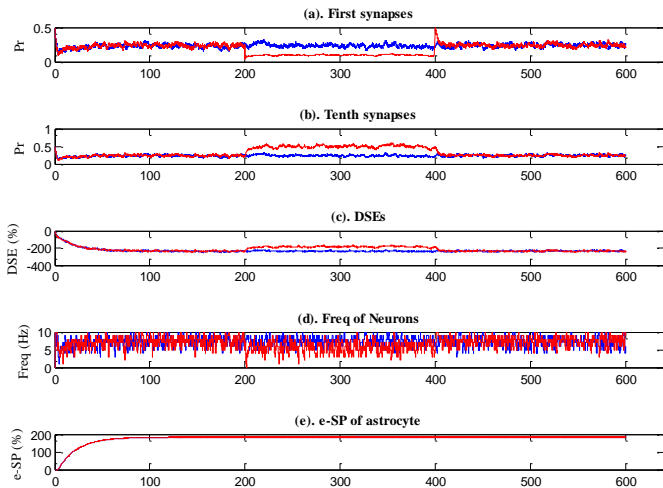 (a). First synapses
Pr
0.5
0
0 100 200 300 400 500 600
(b). Tenth synapses
Pr
1
0.5
0
0 100 200 300 400 500 600
(c). DSEs
DSE (%)
0
-200
-400
0 100 200 300 400 500 600
(d). Freq of Neurons
Freq (Hz)
10
5
0
0 100 200 300 400 500 600
(e). e-SP of astrocyte
e-SP (%)
200
100
0
0 100 200 300 400 500 600